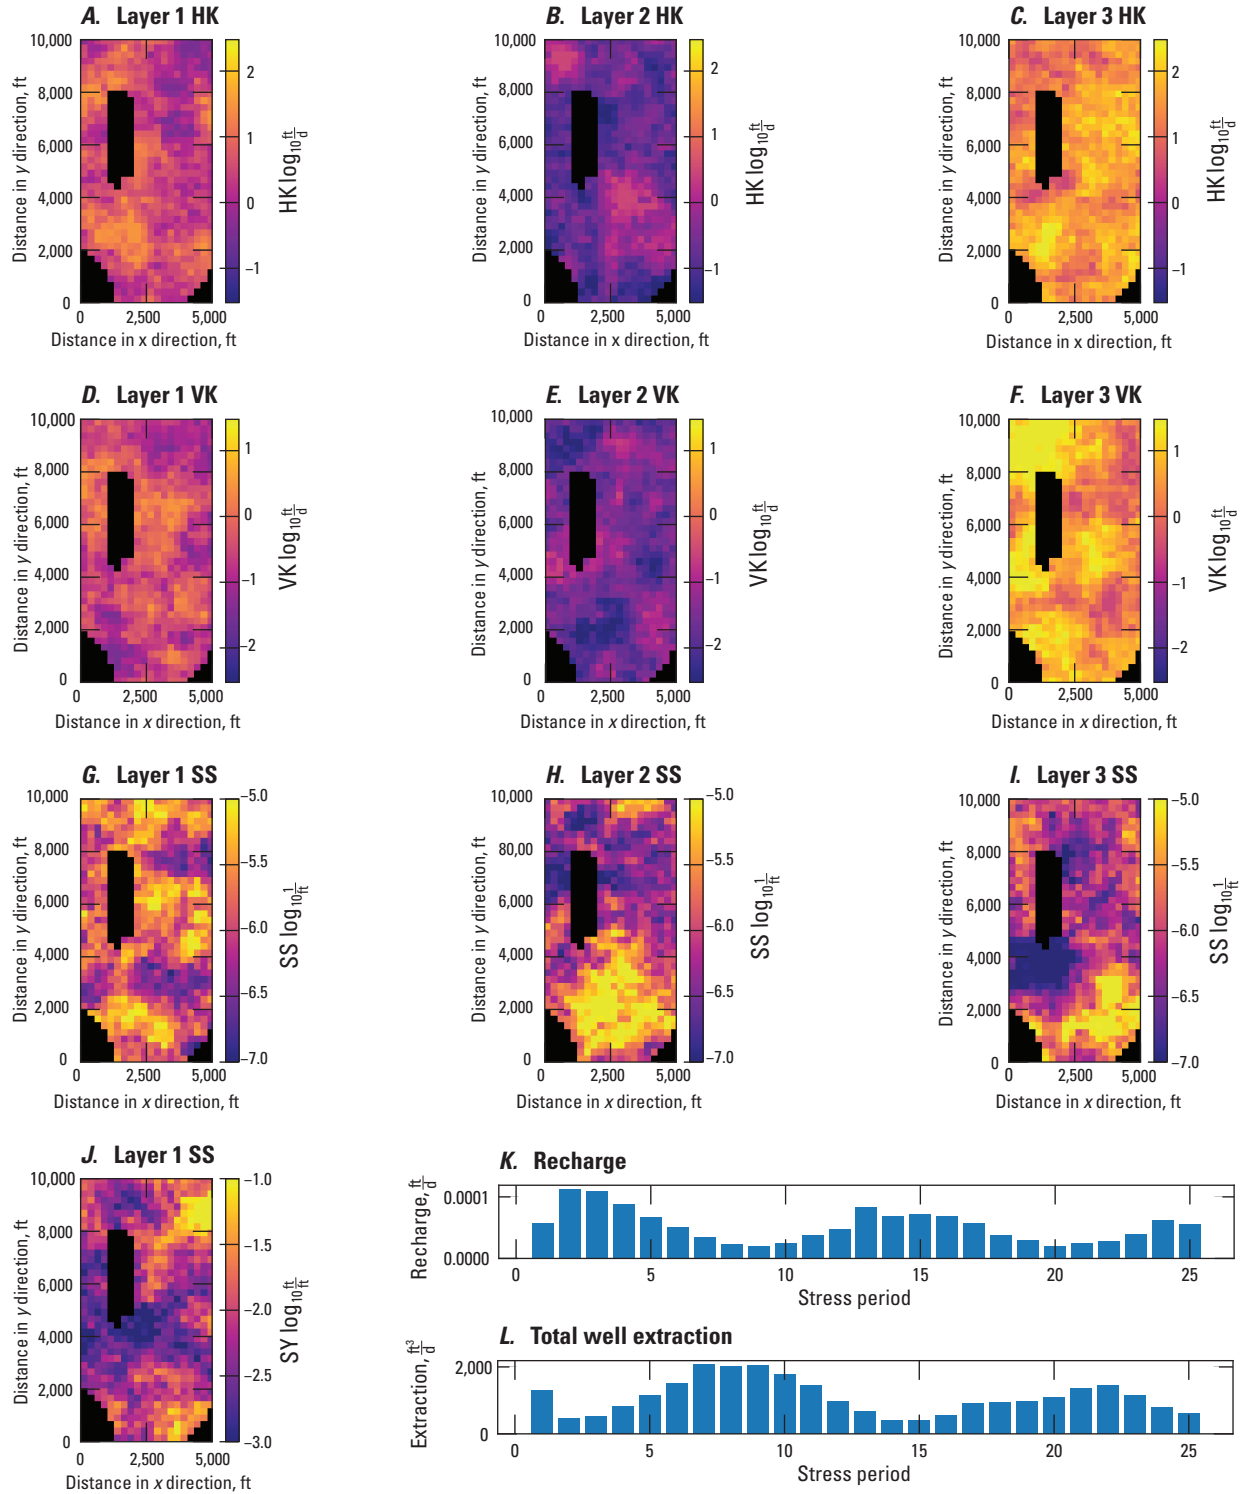 A. Layer 1 HK
10,000
8,000
6,000
4,000
2,000
0
0 2,500 5,000
Distance in x direction, ft
Distance in y direction, ft
2
1
0
−1
HK log10 ft/d
B. Layer 2 HK
10,000
8,000
6,000
4,000
2,000
0
0 2,500 5,000
Distance in x direction, ft
Distance in y direction, ft
2
1
0
−1
HK log10 ft/d
C. Layer 3 HK
10,000
8,000
6,000
4,000
2,000
0
0 2,500 5,000
Distance in x direction, ft
Distance in y direction, ft
2
1
0
−1
HK log10 ft/d
D. Layer 1 VK
10,000
8,000
6,000
4,000
2,000
0
0 2,500 5,000
Distance in x direction, ft
Distance in y direction, ft
1
0
−1
−2
VK log10 ft/d
E. Layer 2 VK
10,000
8,000
6,000
4,000
2,000
0
0 2,500 5,000
Distance in x direction, ft
Distance in y direction, ft
1
0
−1
−2
VK log10 ft/d
F. Layer 3 VK
10,000
8,000
6,000
4,000
2,000
0
0 2,500 5,000
Distance in x direction, ft
Distance in y direction, ft
1
0
−1
−2
VK log10 ft/d
G. Layer 1 SS
10,000
8,000
6,000
4,000
2,000
0
0 2,500 5,000
Distance in x direction, ft
Distance in y direction, ft
−5.0
−5.5
−6.0
−6.5
−7.0
SS log10 1/ft
H. Layer 2 SS
10,000
80,00
6,000
4,000
2,000
0
0 2,500 5,000
Distance in x direction, ft
Distance in y direction, ft
−5.0
−5.5
−6.0
−6.5
−7.0
SS log10 1/ft
I. Layer 3 SS
10,000
8,000
6,000
4,000
2,000
0
0 2,500 5,000
Distance in x direction, ft
Distance in y direction, ft
−5.0
−5.5
−6.0
−6.5
−7.0
SS log10 1/ft
J. Layer 1 SS
10,000
8,000
6,000
4,000
2,000
0
0 2,500 5,000
Distance in x direction, ft
Distance in y direction, ft
−1.0
−1.5
−2.0
−2.5
−3.0
SY log10 ft/ft
K. Recharge
0.0001
0.0000
Recharge, ft/d
0 5 10 15 20 25
Stress period
L. Total well extraction
2,000
0
Extraction, ft³/d
0 5 10 15 20 25
Stress period